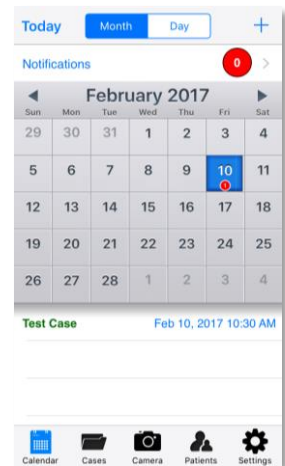 Today Month Day +
Notifications 0 >
February 2017
Sun Mon Tue Wed Thu Fri Sat
29 30 31 1 2 3 4
5 6 7 8 9 10 11
1
12 13 14 15 16 17 18
19 20 21 22 23 24 25
26 27 28 1 2 3 4
Test Case Feb 10, 2017 10:30 AM
Calendar Cases Camera Patients Settings